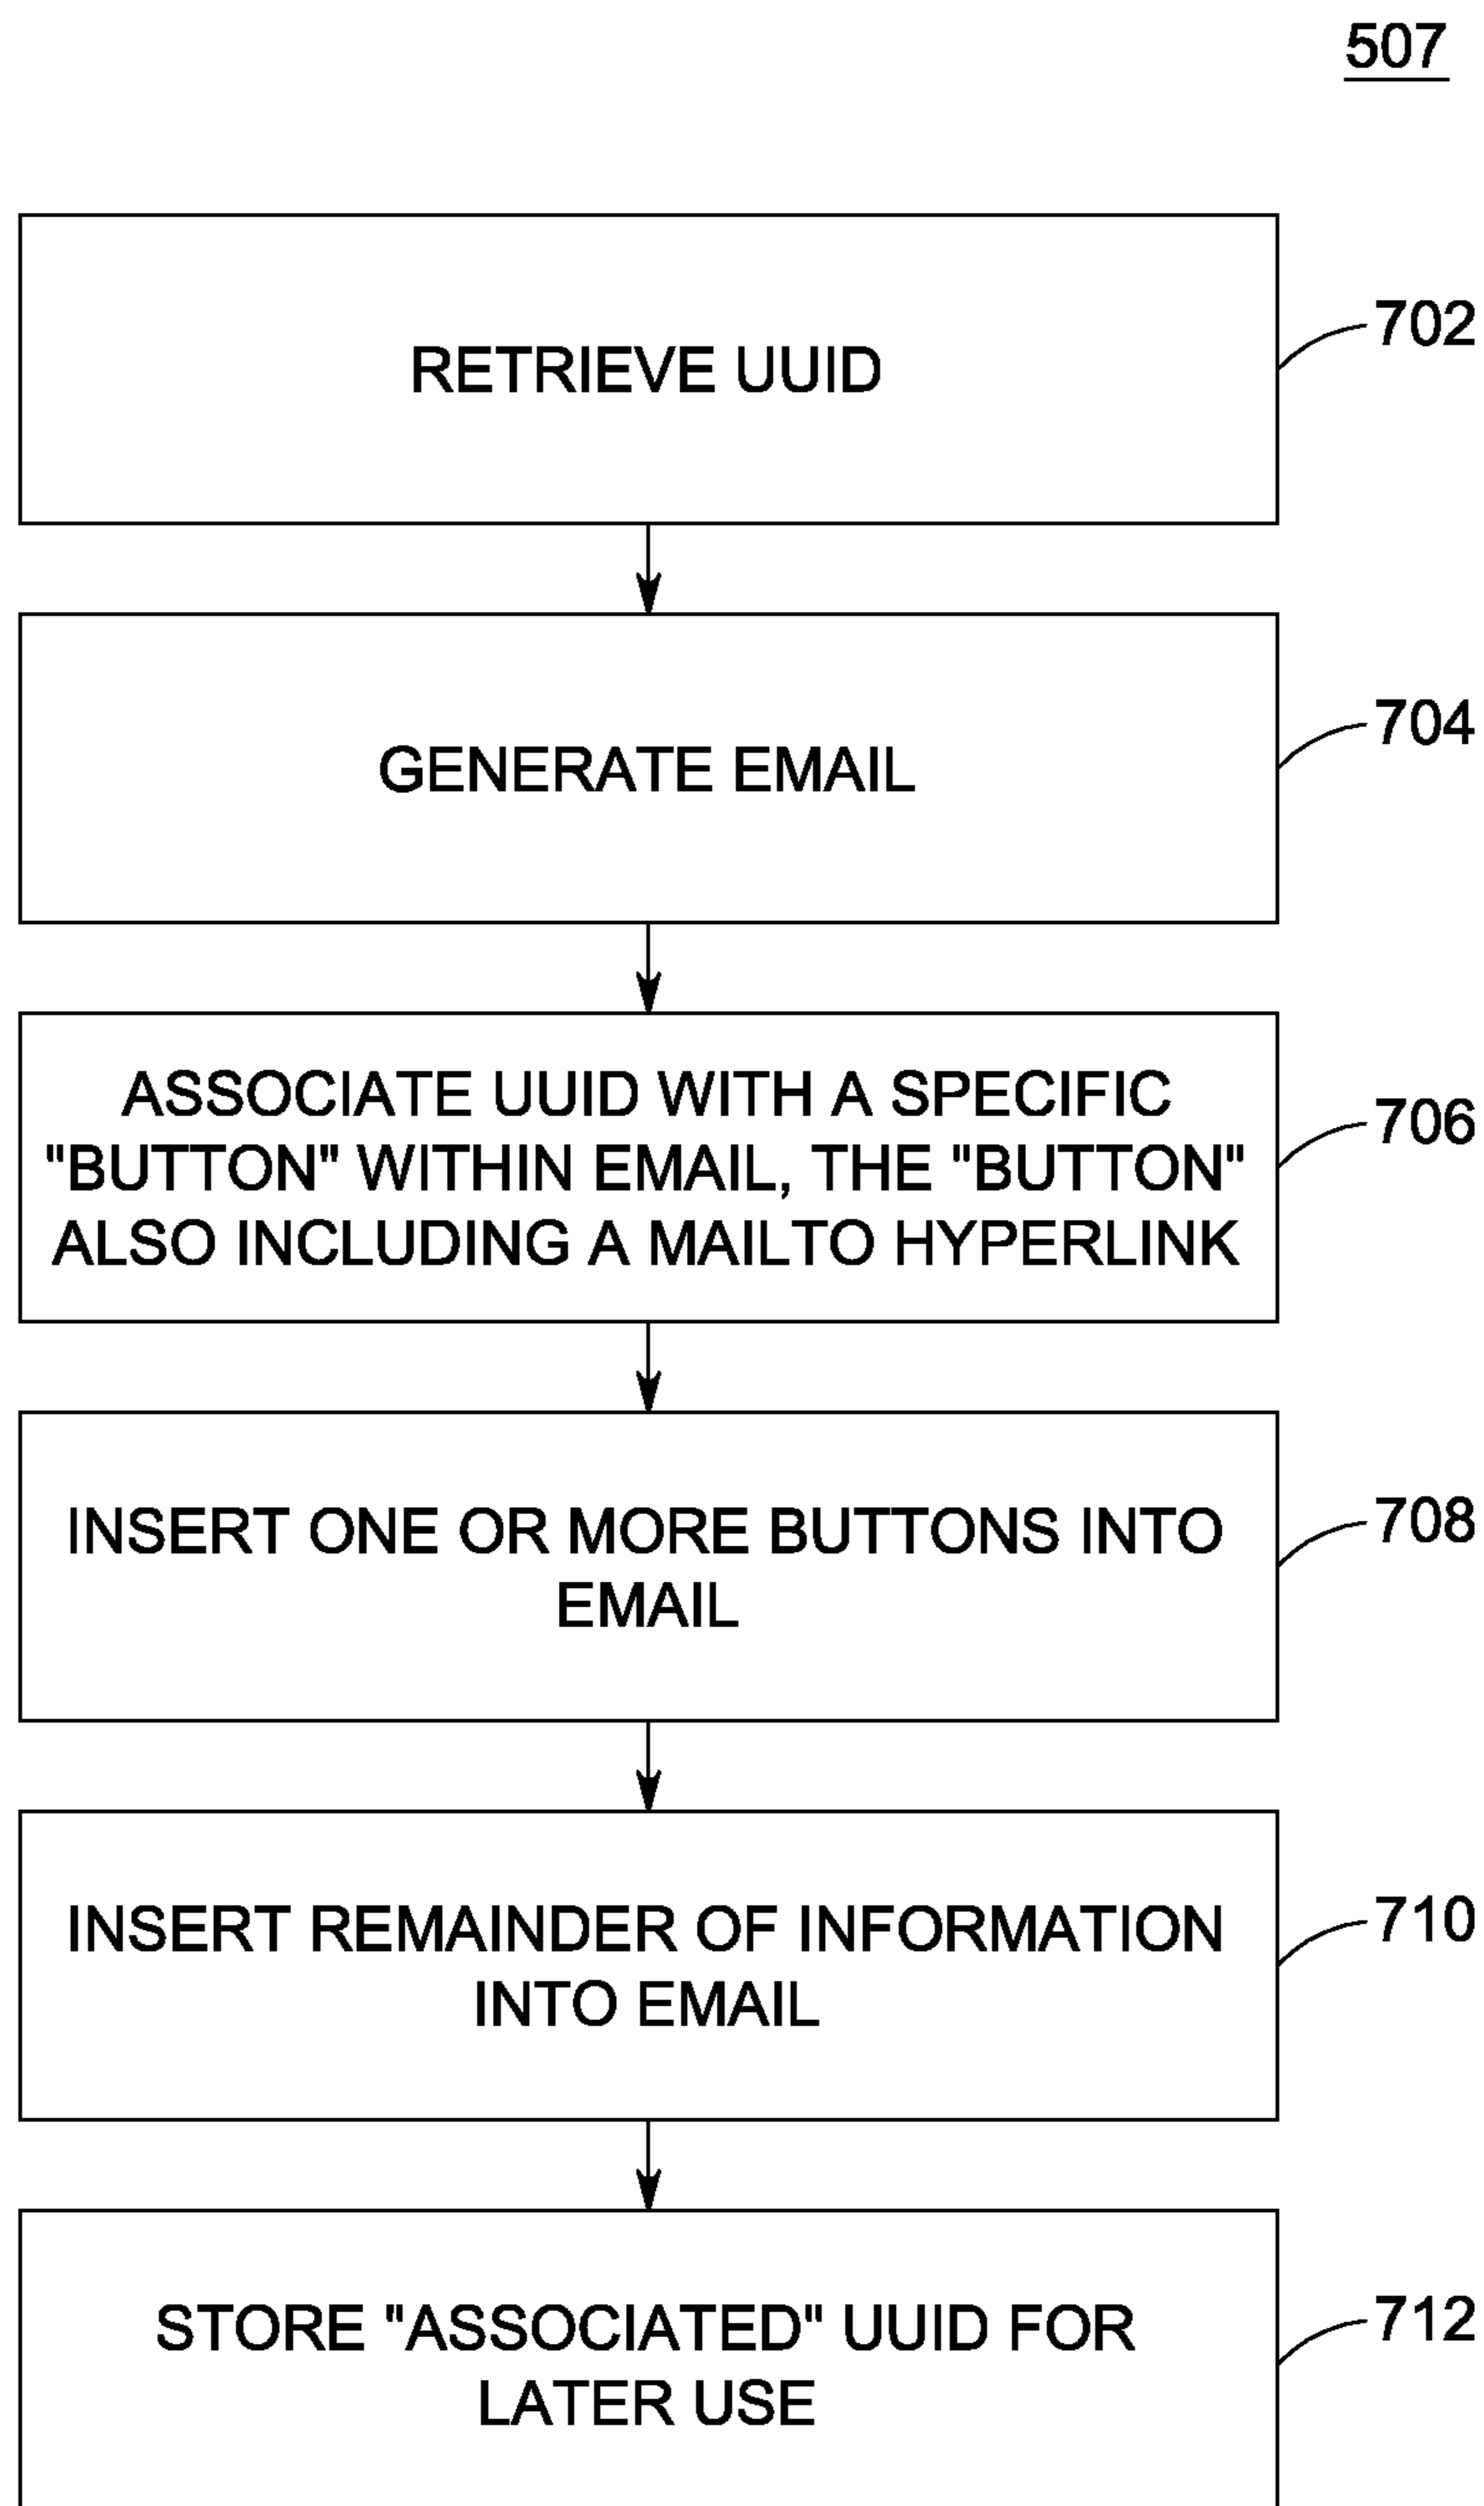 507
RETRIEVE UUID
702
GENERATE EMAIL
704
ASSOCIATE UUID WITH A SPECIFIC
"BUTTON" WITHIN EMAIL, THE "BUTTON"
ALSO INCLUDING A MAILTO HYPERLINK
706
INSERT ONE OR MORE BUTTONS INTO
EMAIL
708
INSERT REMAINDER OF INFORMATION
INTO EMAIL
710
STORE "ASSOCIATED" UUID FOR
LATER USE
712